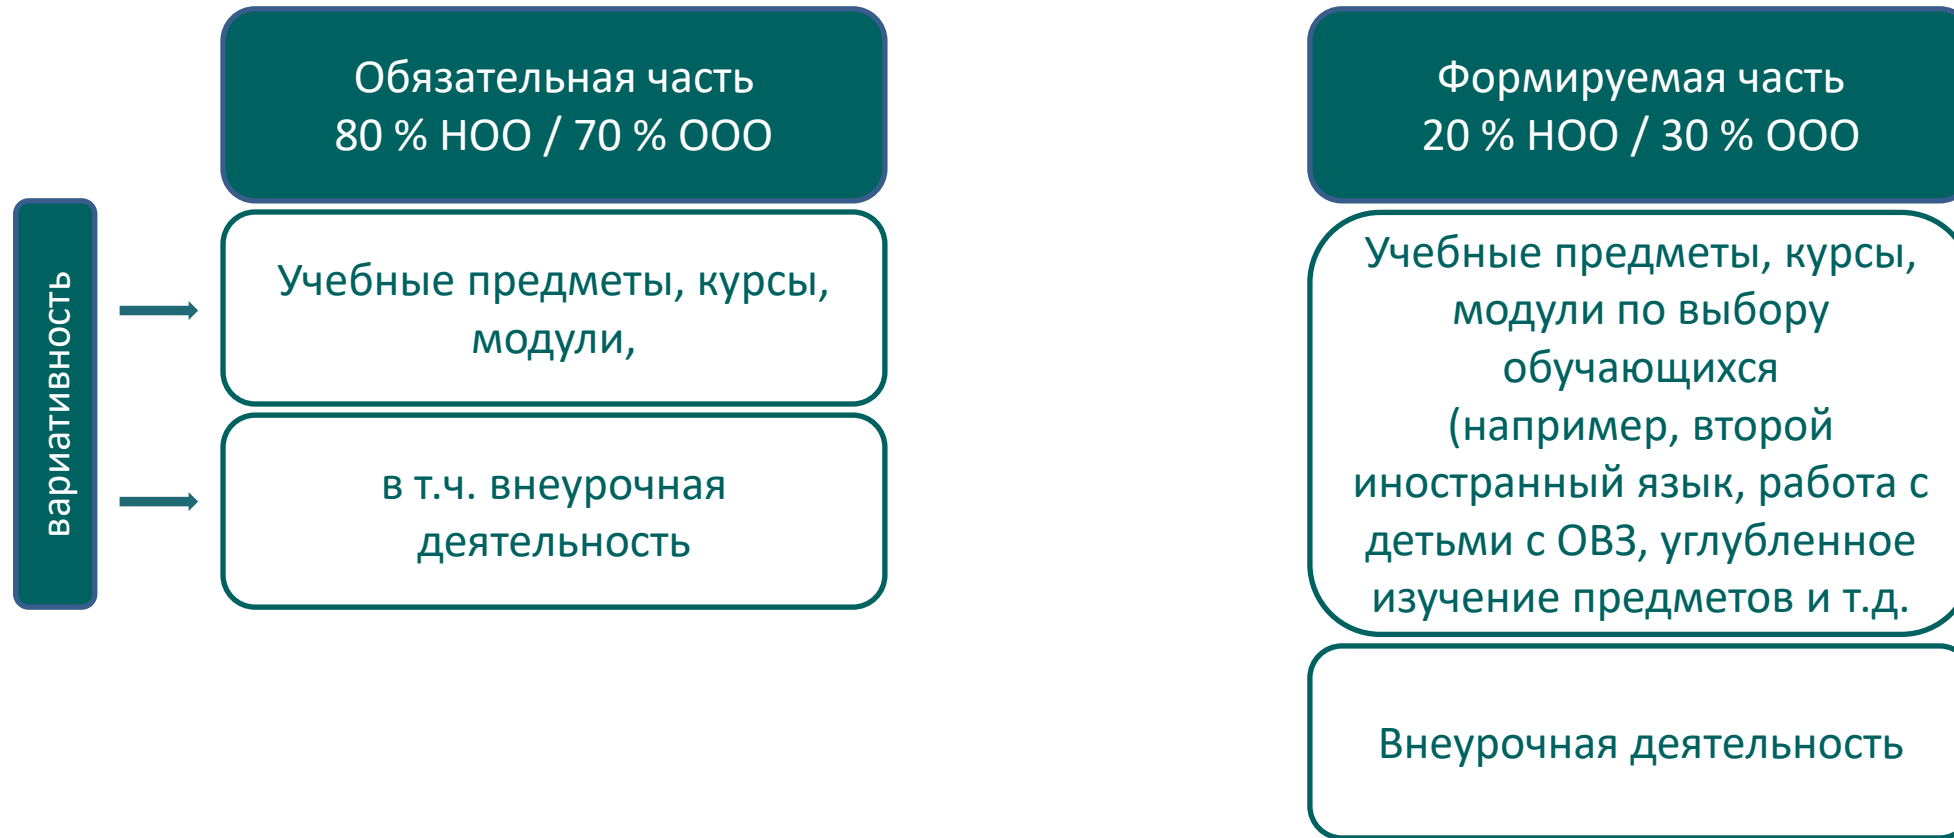 Обязательная часть
80 % НОО / 70 % ООО
Формируемая часть
20 % НОО / 30 % ООО
вариативность
Учебные предметы, курсы,
модули,
в т.ч. внеурочная
деятельность
Учебные предметы, курсы,
модули по выбору
обучающихся
(например, второй
иностранный язык, работа с
детьми с ОВЗ, углубленное
изучение предметов и т.д.
Внеурочная деятельность